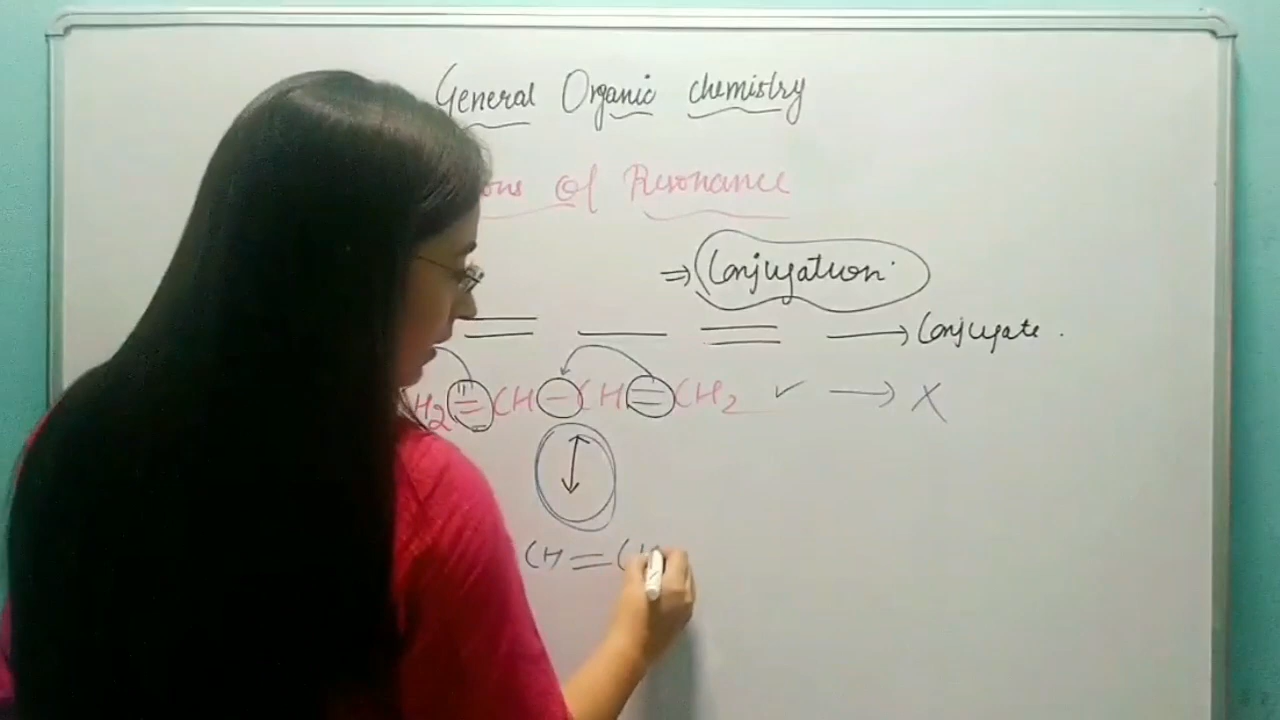 General Organic chemistry
ons Of Resonance
⇒ Conjugation
= — = → Conjugate.
H2=CH-CH=CH2 ✓ → X
↕
CH=CH